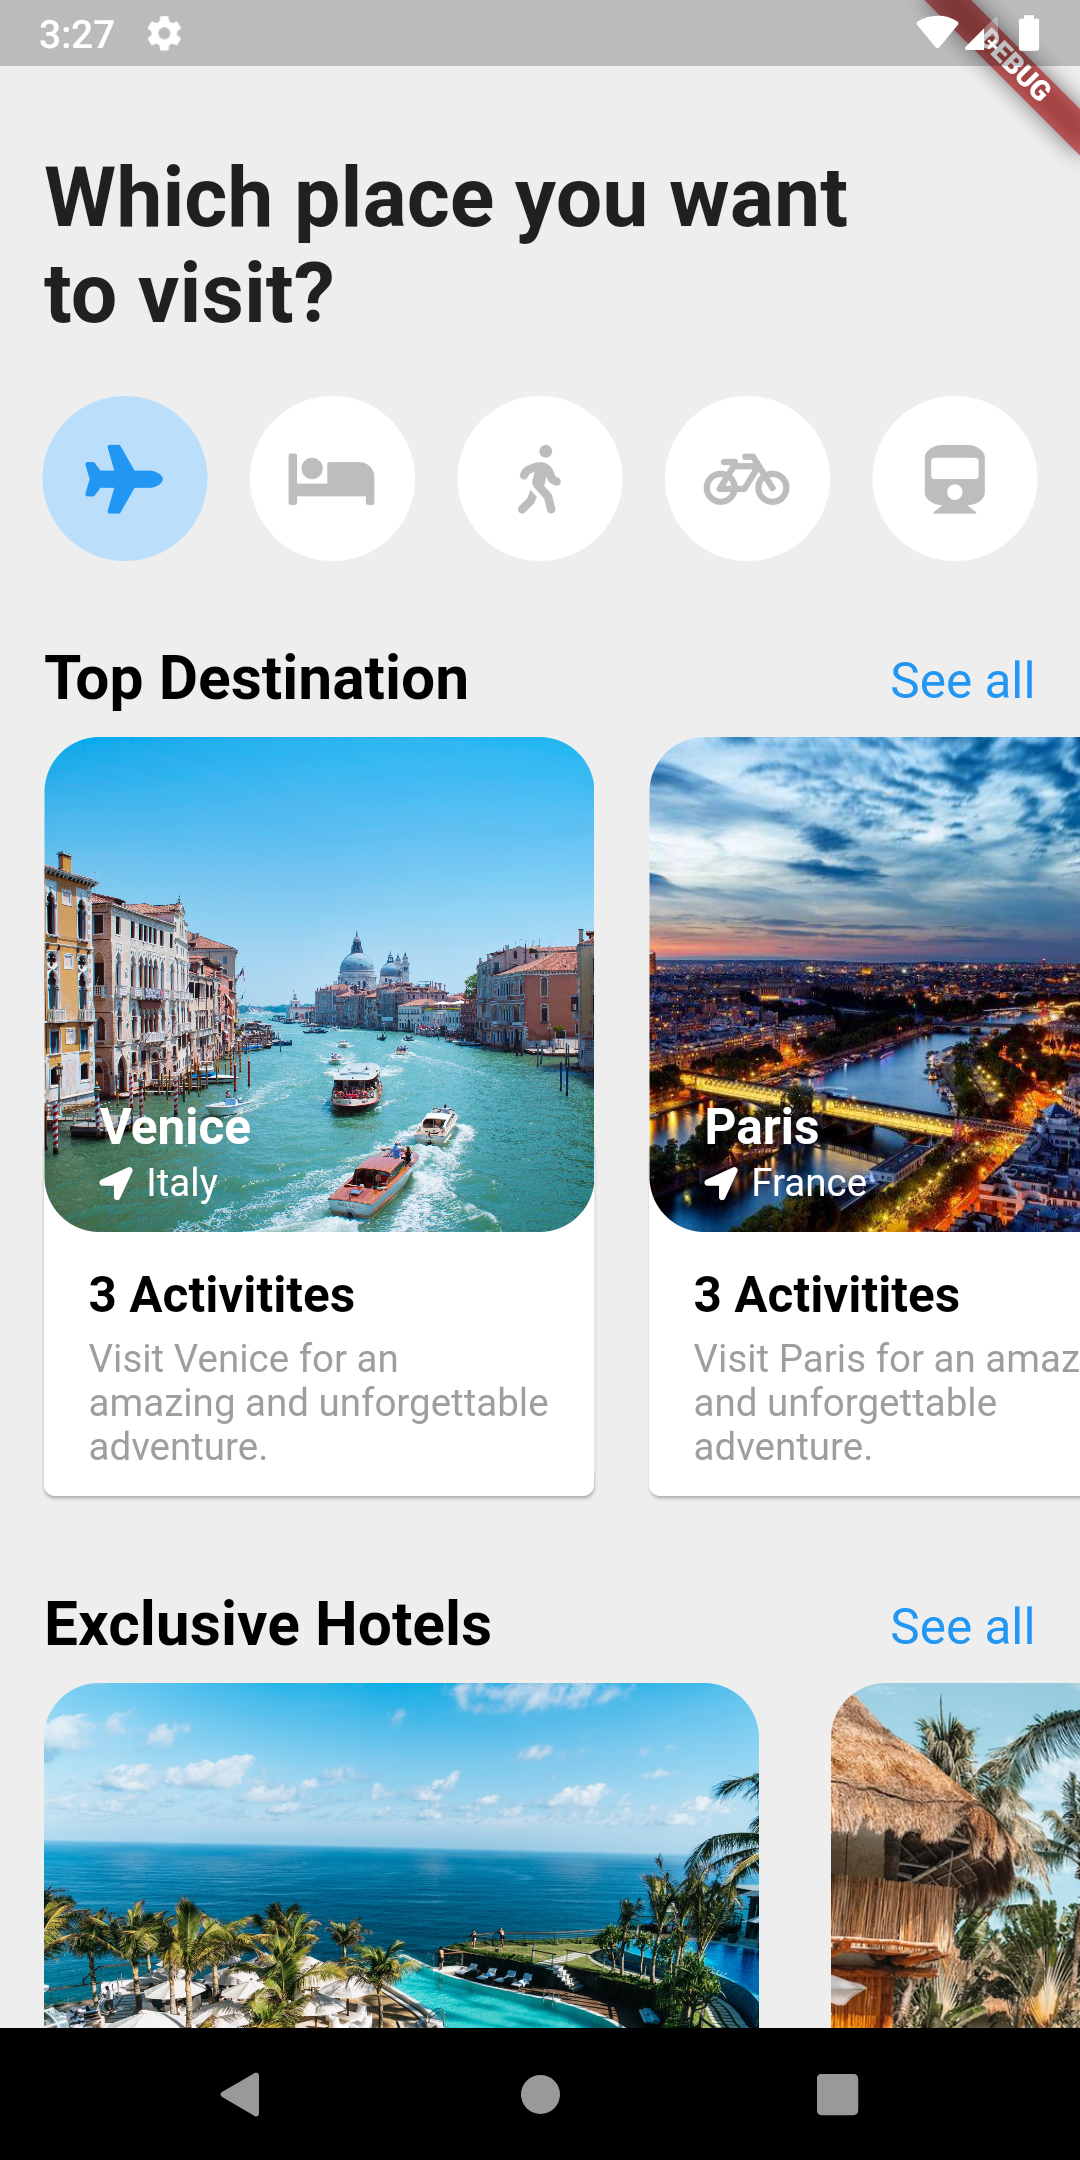 3:27
DEBUG
Which place you want
to visit?
Top Destination
See all
Venice
Italy
3 Activitites
Visit Venice for an
amazing and unforgettable
adventure.
Paris
France
3 Activitites
Visit Paris for an amaz
and unforgettable
adventure.
Exclusive Hotels
See all